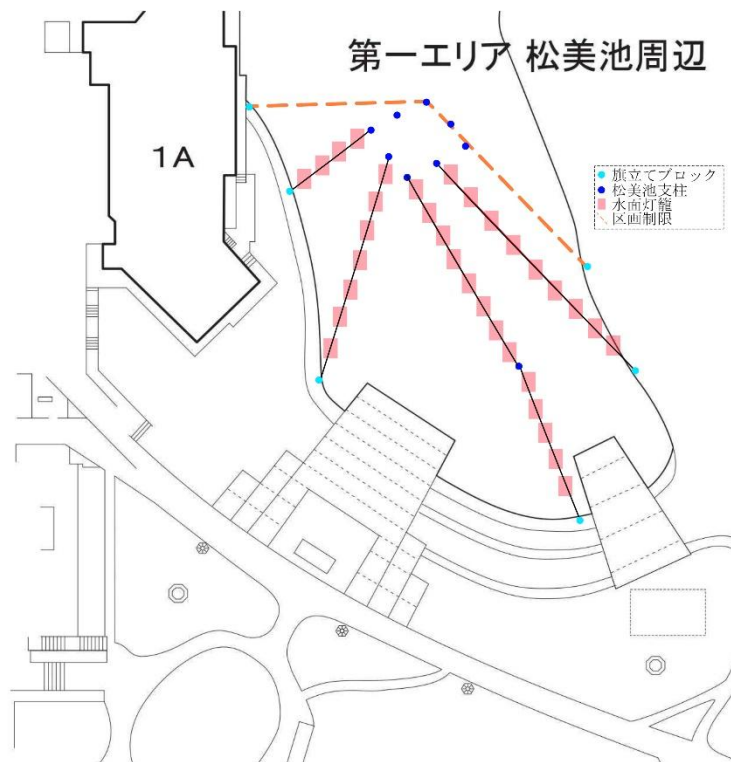 第一エリア 松美池周辺
1A
旗立てブロック
松美池支柱
水面灯籠
区画制限